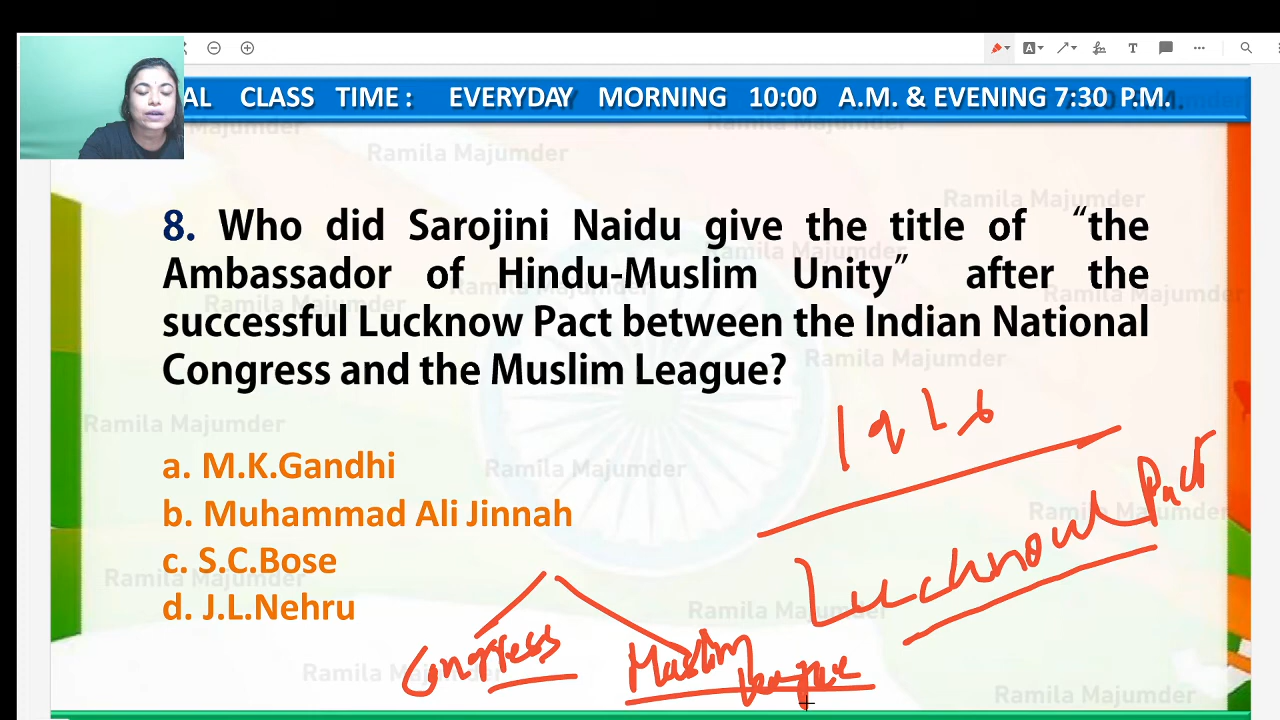 AL CLASS TIME : EVERYDAY MORNING 10:00 A.M. & EVENING 7:30 P.M.
Ramila Majumder
8. Who did Sarojini Naidu give the title of “the
Ambassador of Hindu-Muslim Unity” after the
successful Lucknow Pact between the Indian National
Congress and the Muslim League?
1916
a. M.K.Gandhi
b. Muhammad Ali Jinnah
c. S.C.Bose
d. J.L.Nehru
Lucknow Pact
Congress Muslim
League